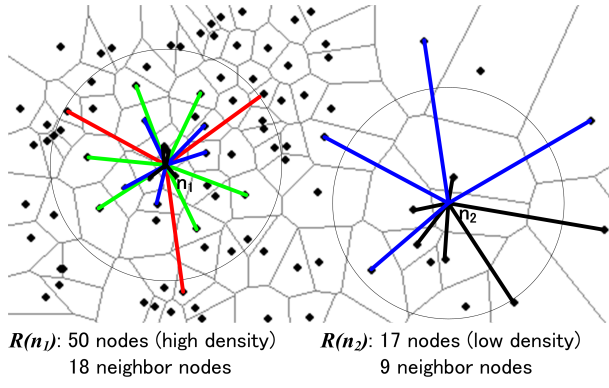 n1
n2
R(n1): 50 nodes (high density)
18 neighbor nodes
R(n2): 17 nodes (low density)
9 neighbor nodes